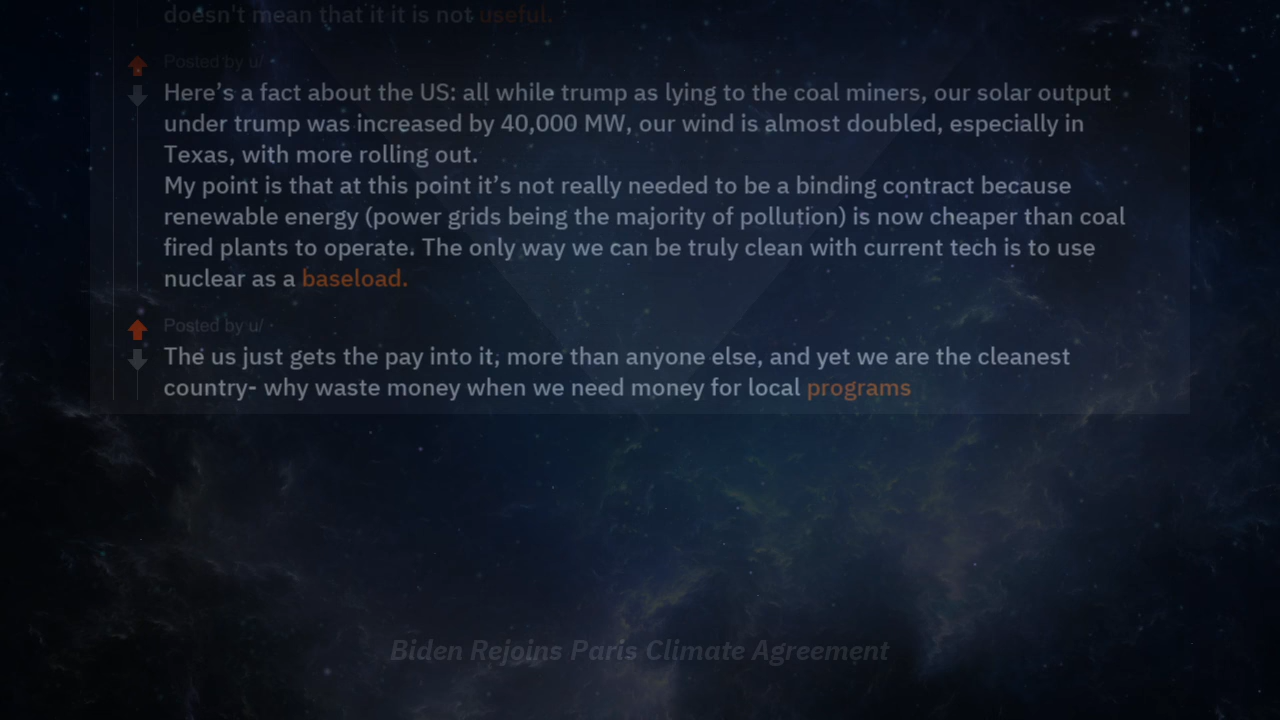 doesn't mean that it it is not useful.
Posted by u/
Here's a fact about the US: all while trump as lying to the coal miners, our solar output
under trump was increased by 40,000 MW, our wind is almost doubled, especially in
Texas, with more rolling out.
My point is that at this point it's not really needed to be a binding contract because
renewable energy (power grids being the majority of pollution) is now cheaper than coal
fired plants to operate. The only way we can be truly clean with current tech is to use
nuclear as a baseload.
Posted by u/
The us just gets the pay into it, more than anyone else, and yet we are the cleanest
country- why waste money when we need money for local programs
Biden Rejoins Paris Climate Agreement